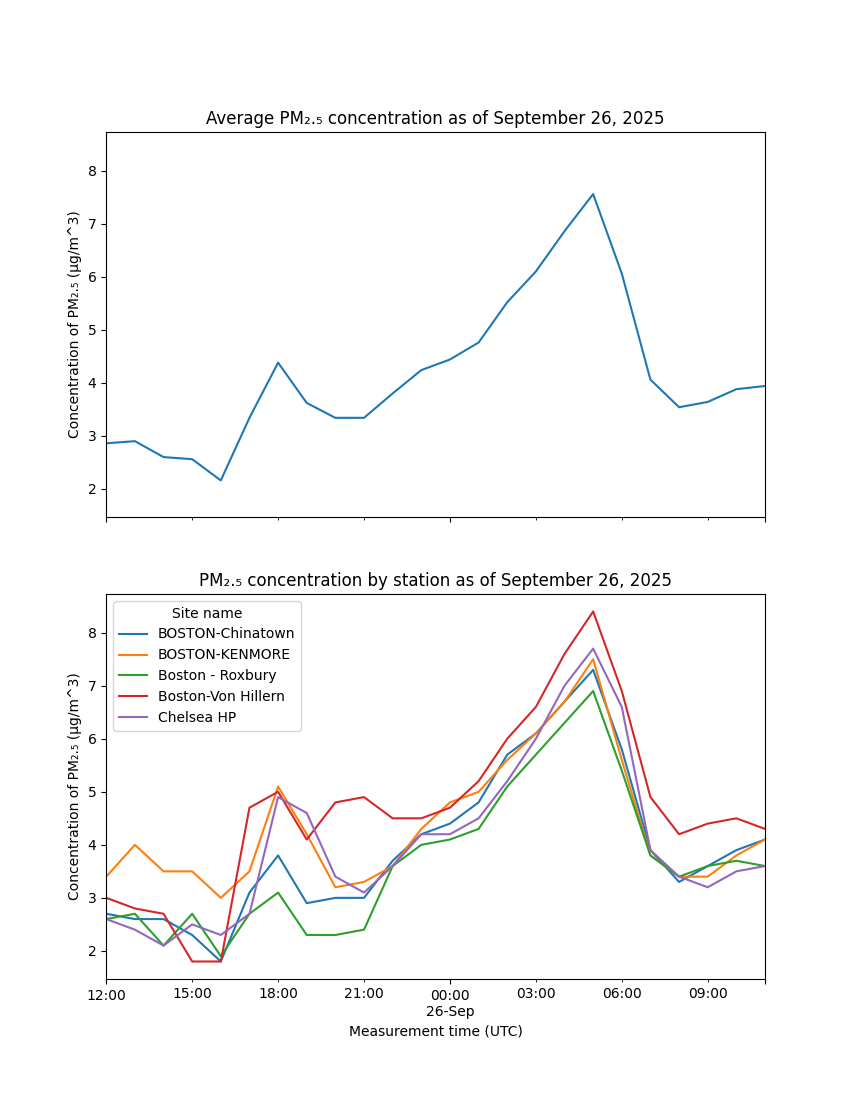 Average PM₂.₅ concentration as of September 26, 2025
Concentration of PM₂.₅ (µg/m^3)
8
7
6
5
4
3
2
PM₂.₅ concentration by station as of September 26, 2025
Concentration of PM₂.₅ (µg/m^3)
8
7
6
5
4
3
2
Site name
BOSTON-Chinatown
BOSTON-KENMORE
Boston - Roxbury
Boston-Von Hillern
Chelsea HP
12:00 15:00 18:00 21:00 00:00 03:00 06:00 09:00
26-Sep
Measurement time (UTC)